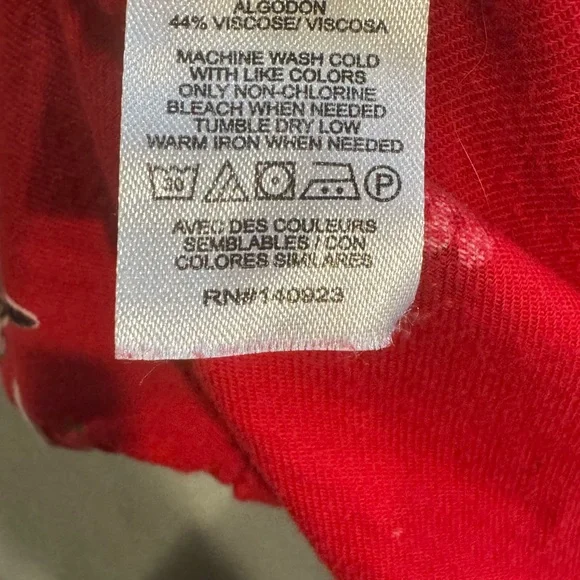 ALGODON
44% VISCOSE/ VISCOSA
MACHINE WASH COLD
WITH LIKE COLORS
ONLY NON-CHLORINE
BLEACH WHEN NEEDED
TUMBLE DRY LOW
WARM IRON WHEN NEEDED
30 P
AVEC DES COULEURS
SEMBLABLES / CON
COLORES SIMILARES
RN#140923